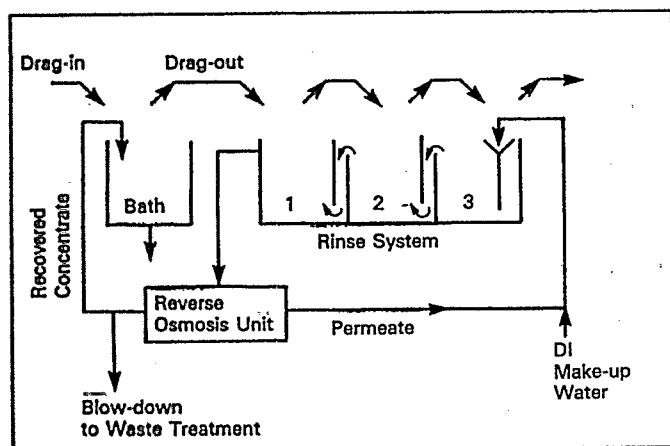 Drag-in
Drag-out
Recovered
Concentrate
Bath
1
2
3
Rinse System
Reverse
Osmosis Unit
Permeate
DI
Make-up
Water
Blow-down
to Waste Treatment